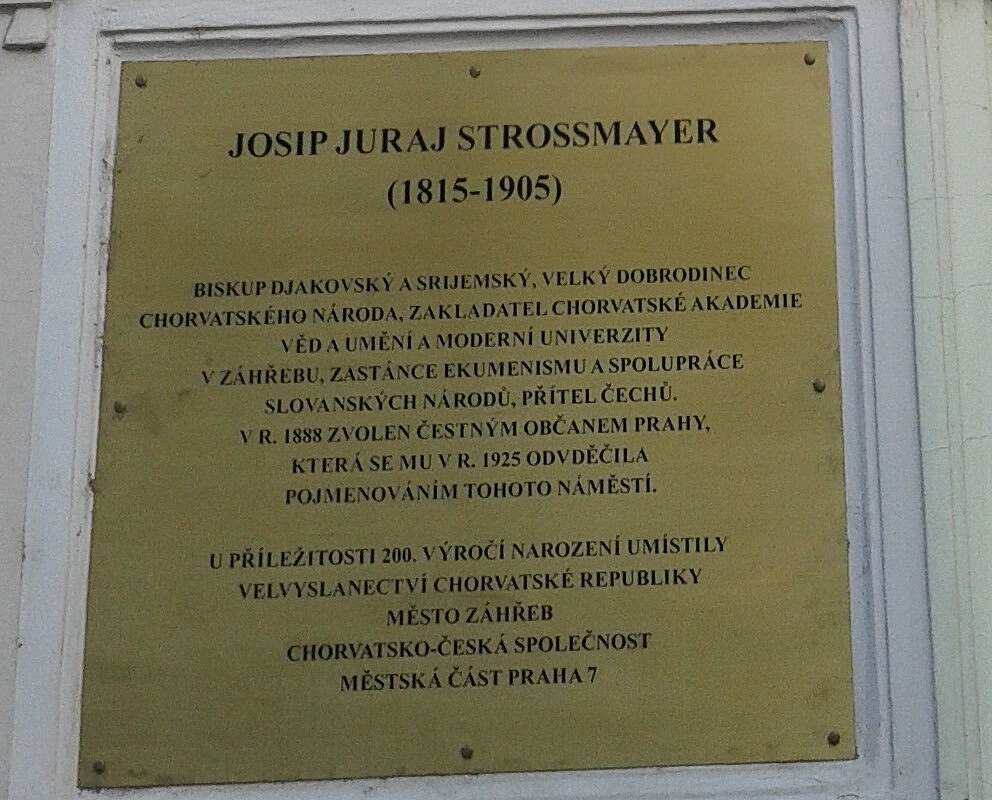 JOSIP JURAJ STROSSMAYER
(1815-1905)
BISKUP DJAKOVSKÝ A SRIJEMSKÝ, VELKÝ DOBRODINEC
CHORVATSKÉHO NÁRODA, ZAKLADATEL CHORVATSKÉ AKADEMIE
VĚD A UMĚNÍ A MODERNÍ UNIVERZITY
V ZÁHŘEBU, ZASTÁNCE EKUMENISMU A SPOLUPRÁCE
SLOVANSKÝCH NÁRODŮ, PŘÍTEL ČECHŮ.
V R. 1888 ZVOLEN ČESTNÝM OBČANEM PRAHY,
KTERÁ SE MU V R. 1925 ODVDĚČILA
POJMENOVÁNÍM TOHOTO NÁMĚSTÍ.
U PŘÍLEŽITOSTI 200. VÝROČÍ NAROZENÍ UMÍSTILY
VELVYSLANECTVÍ CHORVATSKÉ REPUBLIKY
MĚSTO ZÁHŘEB
CHORVATSKO-ČESKÁ SPOLEČNOST
MĚSTSKÁ ČÁST PRAHA 7